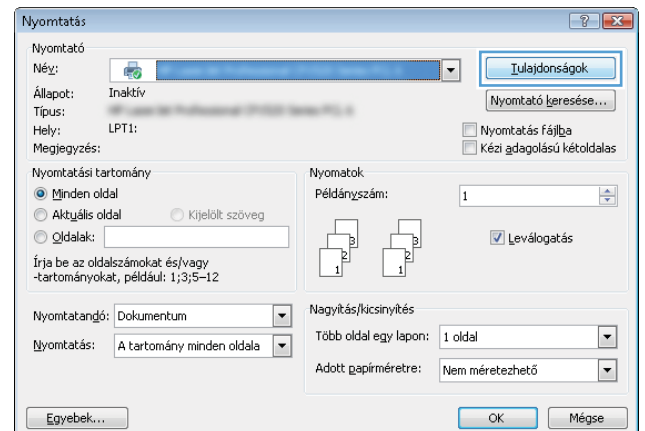 Nyomtatás
Nyomtató
Név:
Tulajdonságok
Állapot: Inaktív
Nyomtató keresése...
Típus:
Hely: LPT1:
Nyomtatás fájlba
Megjegyzés:
Kézi adagolású kétoldalas
Nyomtatási tartomány
Minden oldal
Aktuális oldal Kijelölt szöveg
Oldalak:
Írja be az oldalszámokat és/vagy
-tartományokat, például: 1;3;5–12
Nyomatok
Példányszám: 1
3 3
2 2
1 1
Leválogatás
Nyomtatandó: Dokumentum
Nyomtatás: A tartomány minden oldala
Nagyítás/kicsinyítés
Több oldal egy lapon: 1 oldal
Adott papírméretre: Nem méretezhető
Egyebek...
OK Mégse